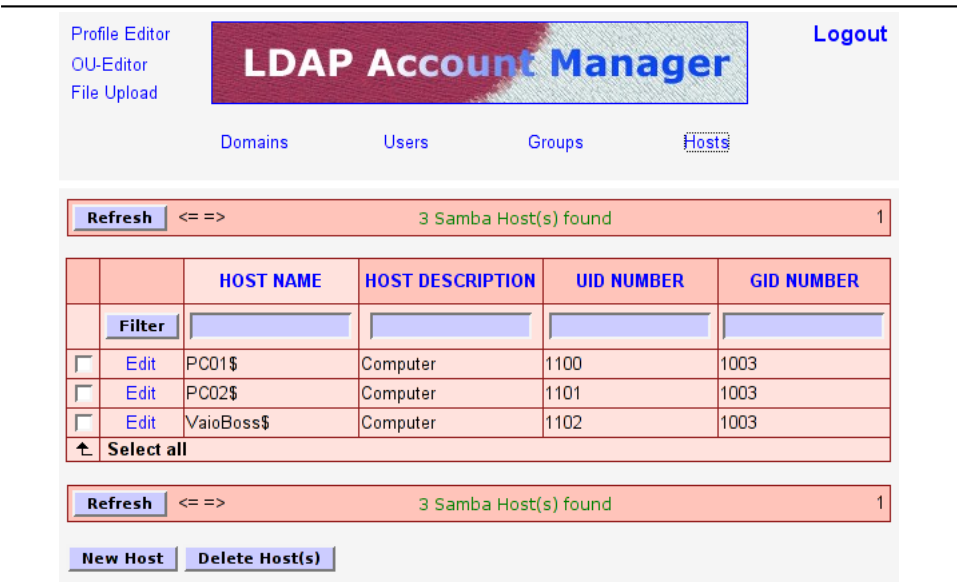 Profile Editor
OU-Editor
File Upload
LDAP Account Manager
Logout
Domains Users Groups Hosts
Refresh <= => 3 Samba Host(s) found 1
HOST NAME HOST DESCRIPTION UID NUMBER GID NUMBER
Filter
Edit PC01$ Computer 1100 1003
Edit PC02$ Computer 1101 1003
Edit VaioBoss$ Computer 1102 1003
Select all
Refresh <= => 3 Samba Host(s) found 1
New Host Delete Host(s)